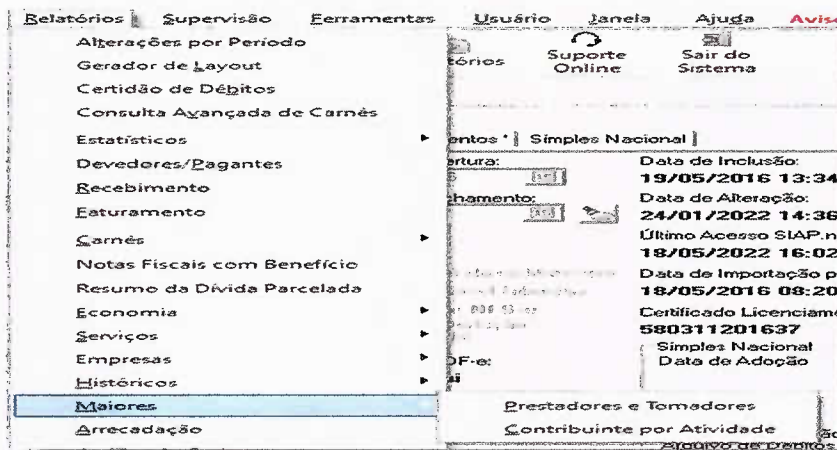 Relatórios Supervisão Ferramentas Usuário Janela Ajuda
Alterações por Período
Gerador de Layout
Certidão de Débitos
Consulta Avançada de Carnês
Estatísticos
Devedores/Pagantes
Recebimento
Faturamento
Carnês
Notas Fiscais com Benefício
Resumo da Dívida Parcelada
Economia
Serviços
Empresas
Históricos
Maiores
Arrecadação
Prestadores e Tomadores
Contribuinte por Atividade
Suporte Online
Sair do Sistema
Simples Nacional
Data de Inclusão:
19/05/2016 13:34
Data de Alteração:
24/01/2022 14:36
Último Acesso SIAP.n
18/05/2022 16:02
Data de Importação p
18/05/2016 08:20
Certificado Licenciame
580311201637
Simples Nacional
Data de Adoção
Arquivo de Débitos